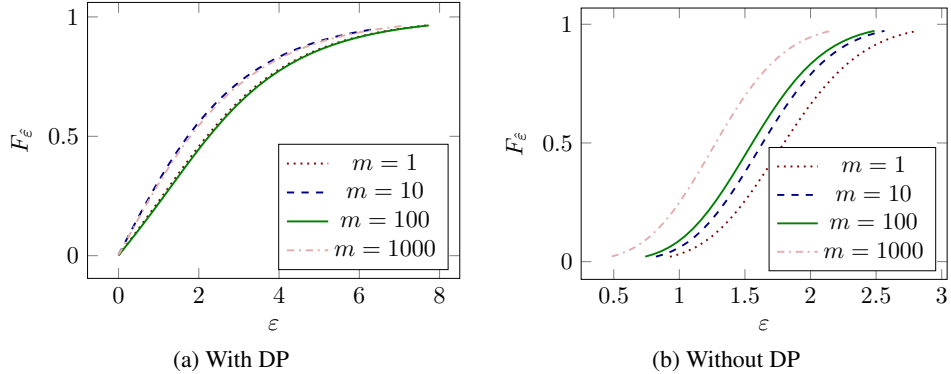 1
0.5
0
F_ε̂
0 2 4 6 8
ε
m = 1
m = 10
m = 100
m = 1000
(a) With DP
1
0.5
0
F_ε̂
0.5 1 1.5 2 2.5 3
ε
m = 1
m = 10
m = 100
m = 1000
(b) Without DP